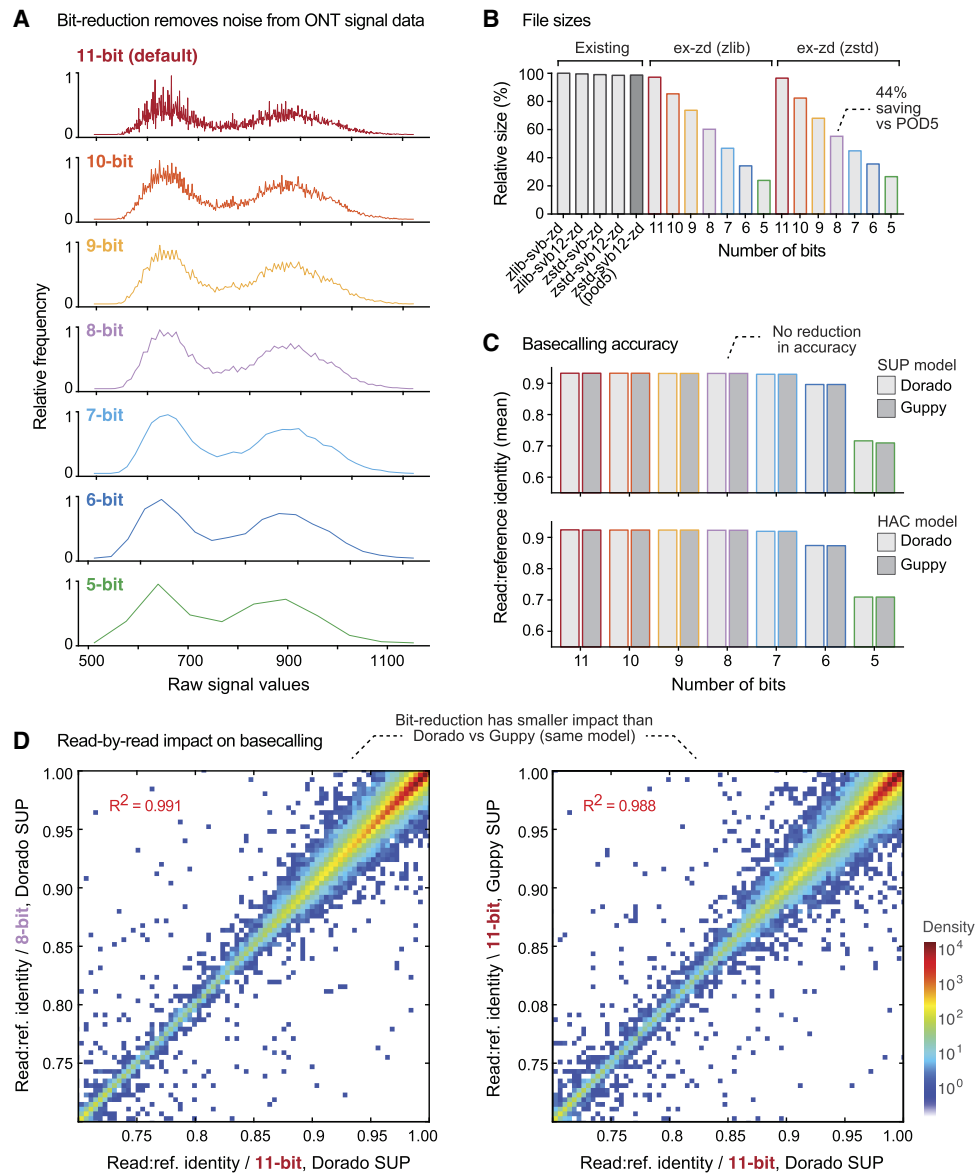 A
Bit-reduction removes noise from ONT signal data
11-bit (default)
1
0
10-bit
1
0
9-bit
1
0
8-bit
1
0
7-bit
1
0
6-bit
1
0
5-bit
1
0
Relative frequencny
500 700 900 1100
Raw signal values
B
File sizes
Existing
ex-zd (zlib)
ex-zd (zstd)
44%
saving
vs POD5
Relative size (%)
100
80
60
40
20
0
zlib-svb-zd
zlib-svb12-zd
zstd-svb-zd
zstd-svb12-zd
zstd-svb12-zd
(pod5)
11 10 9 8 7 6 5
11 10 9 8 7 6 5
Number of bits
C
Basecalling accuracy
No reduction
in accuracy
SUP model
Dorado
Guppy
0.9
0.8
0.7
0.6
HAC model
Dorado
Guppy
0.9
0.8
0.7
0.6
Read:reference identity (mean)
11 10 9 8 7 6 5
Number of bits
D
Read-by-read impact on basecalling
Bit-reduction has smaller impact than
Dorado vs Guppy (same model)
R2 = 0.991
1.00
0.95
0.90
0.85
0.80
0.75
Read:ref. identity / 8-bit, Dorado SUP
0.75 0.8 0.85 0.9 0.95 1.00
Read:ref. identity / 11-bit, Dorado SUP
R2 = 0.988
1.00
0.95
0.90
0.85
0.80
0.75
Read:ref. identity \ 11-bit, Guppy SUP
0.75 0.8 0.85 0.9 0.95 1.00
Read:ref. identity / 11-bit, Dorado SUP
Density
10^4
10^3
10^2
10^1
10^0